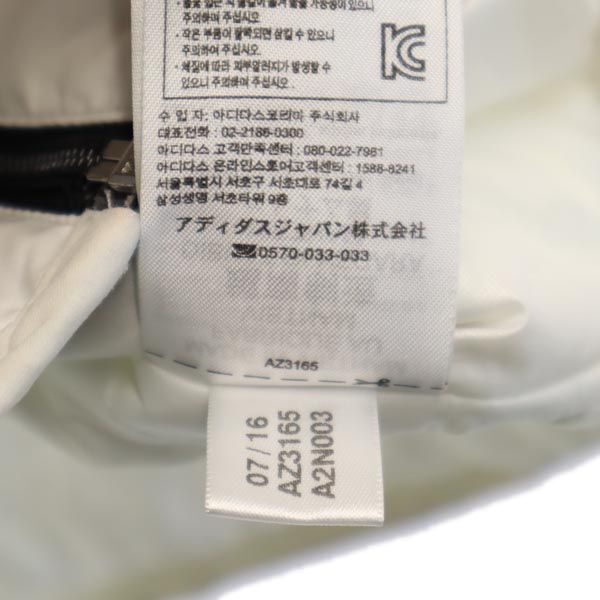 주의하여 주십시오.
· 작은 부품이 탈락되면 삼킬 수 있으니
주의하여 주십시오.
· 체질에 따라 피부알러지가 발생할 수
있으니 주의하여 주십시오.
수 입 자: 아디다스코리아 주식회사
대표전화 : 02-2186-0300
아디다스 고객만족센터 : 080-022-7981
아디다스 온라인스토어고객센터 : 1588-8241
서울특별시 서초구 서초대로 74길 4
삼성생명 서초타워 9층
アディダスジャパン株式会社
0570-033-033
AZ3165
07/16
AZ3165
A2N003